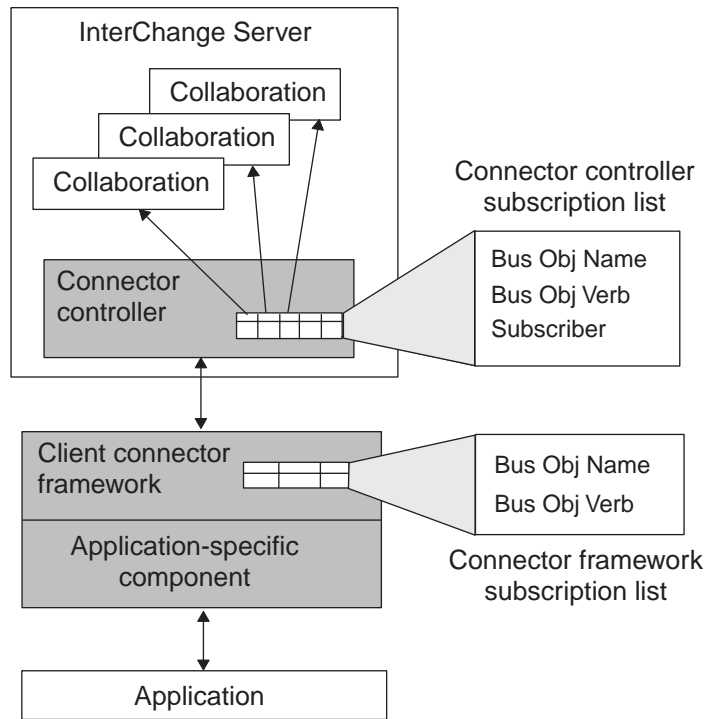 InterChange Server
Collaboration
Collaboration
Collaboration
Connector controller
subscription list
Bus Obj Name
Bus Obj Verb
Subscriber
Connector
controller
Client connector
framework
Bus Obj Name
Bus Obj Verb
Application-specific
component
Connector framework
subscription list
Application